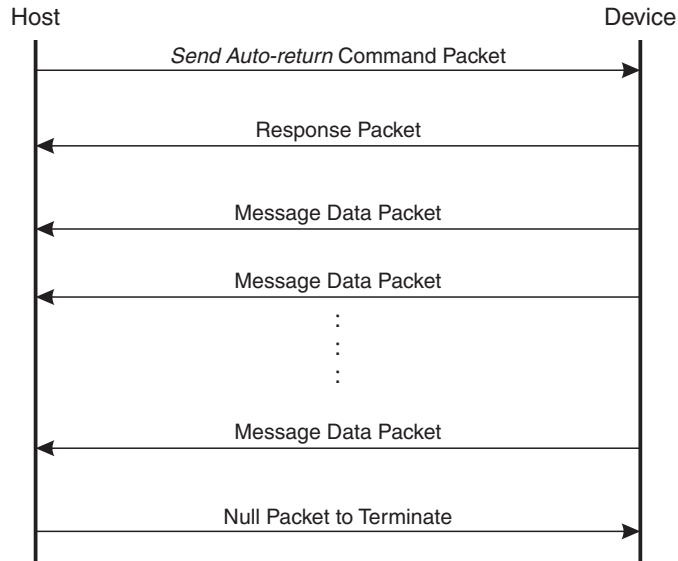 Host
Device
Send Auto-return Command Packet
Response Packet
Message Data Packet
Message Data Packet
Message Data Packet
Null Packet to Terminate